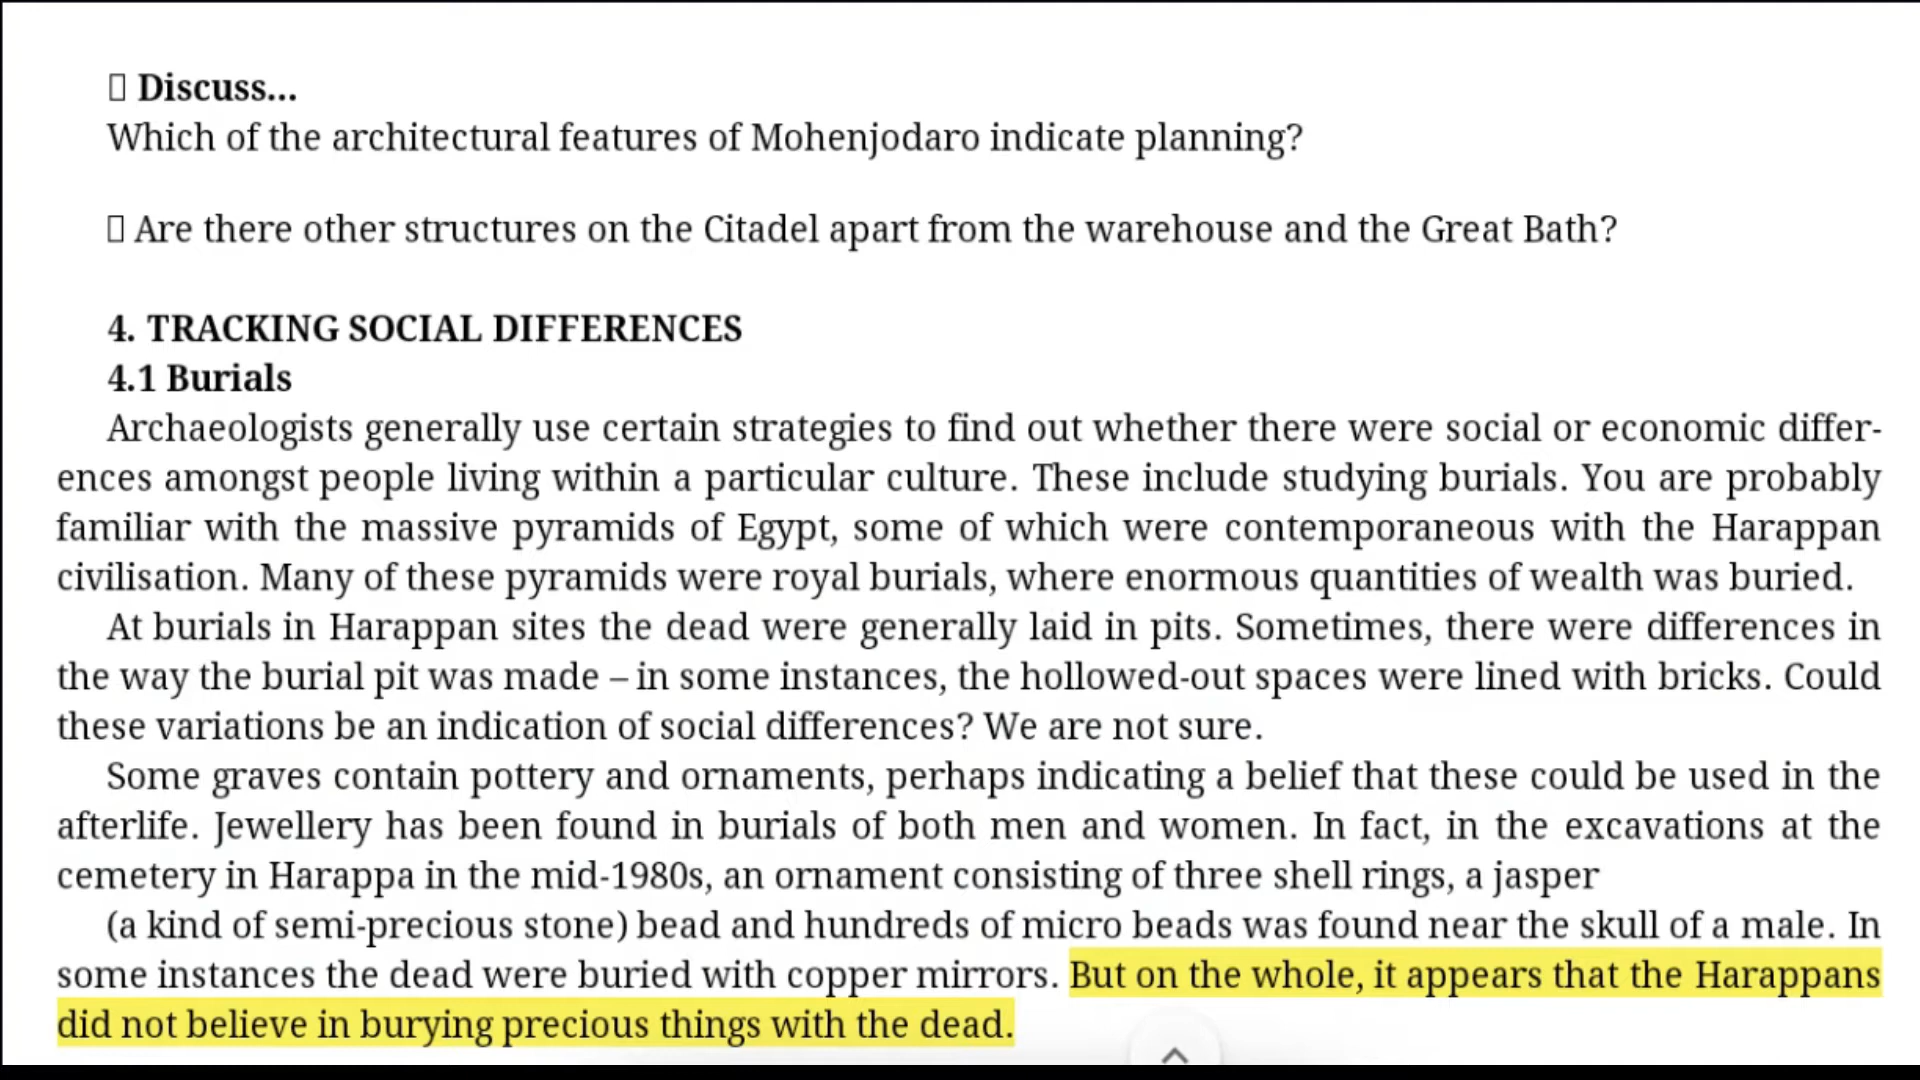 Discuss...
Which of the architectural features of Mohenjodaro indicate planning?
Are there other structures on the Citadel apart from the warehouse and the Great Bath?
4. TRACKING SOCIAL DIFFERENCES
4.1 Burials
Archaeologists generally use certain strategies to find out whether there were social or economic differ-
ences amongst people living within a particular culture. These include studying burials. You are probably
familiar with the massive pyramids of Egypt, some of which were contemporaneous with the Harappan
civilisation. Many of these pyramids were royal burials, where enormous quantities of wealth was buried.
At burials in Harappan sites the dead were generally laid in pits. Sometimes, there were differences in
the way the burial pit was made – in some instances, the hollowed-out spaces were lined with bricks. Could
these variations be an indication of social differences? We are not sure.
Some graves contain pottery and ornaments, perhaps indicating a belief that these could be used in the
afterlife. Jewellery has been found in burials of both men and women. In fact, in the excavations at the
cemetery in Harappa in the mid-1980s, an ornament consisting of three shell rings, a jasper
(a kind of semi-precious stone) bead and hundreds of micro beads was found near the skull of a male. In
some instances the dead were buried with copper mirrors. But on the whole, it appears that the Harappans
did not believe in burying precious things with the dead.